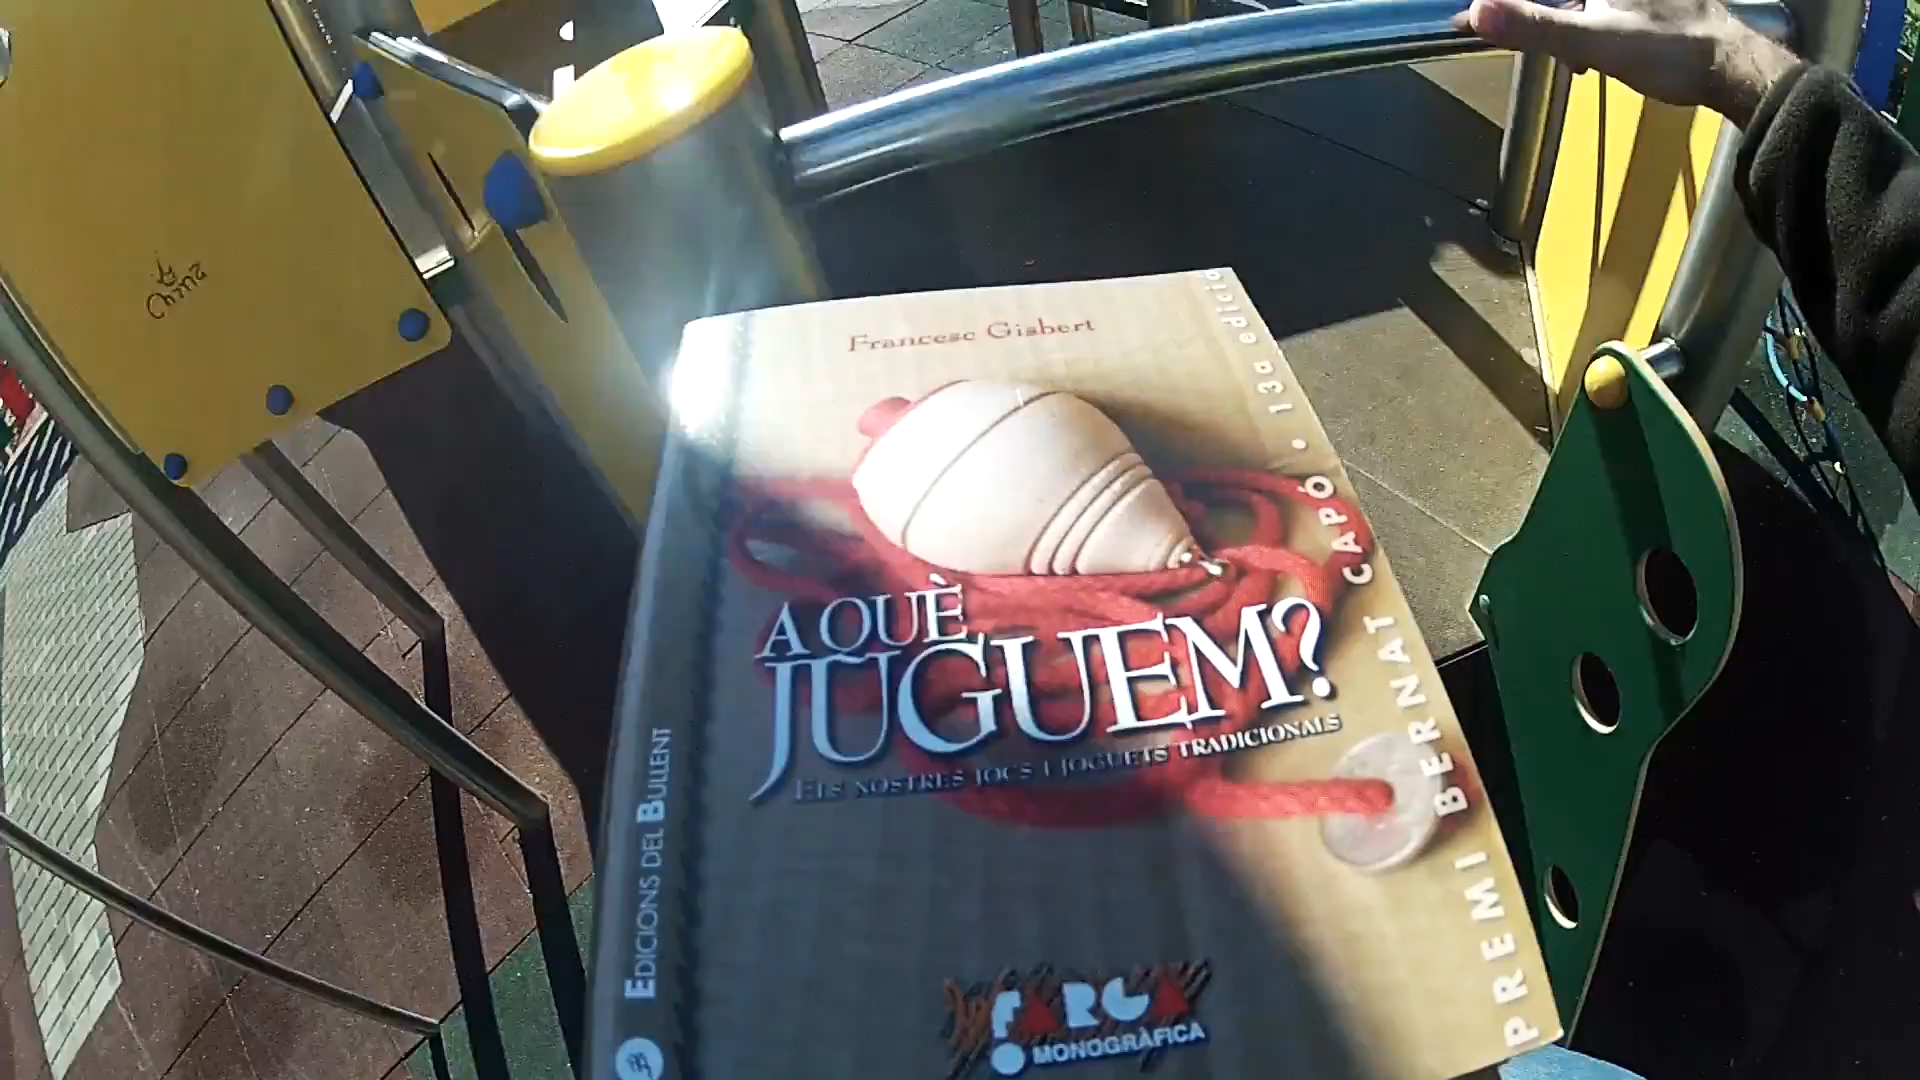 Francesc Gisbert
A QUÈ
JUGUEM?
ELS NOSTRES JOCS I JOGUETS TRADICIONALS
PREMI BERNAT CAPÓ • 13a edició
EDICIONS DEL BULLENT
FARGA
MONOGRÀFICA